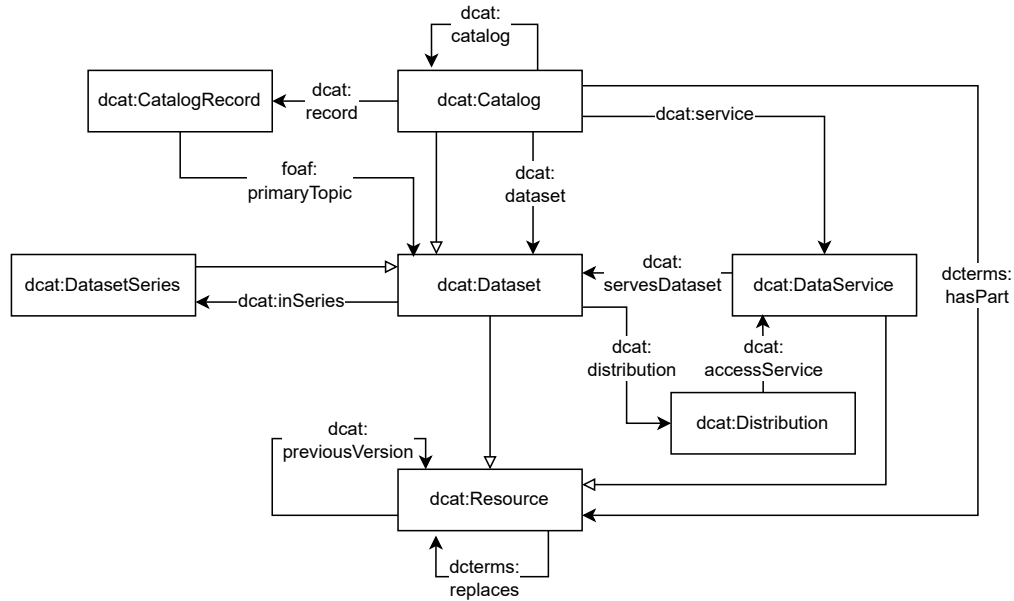 dcat:
catalog
dcat:CatalogRecord
dcat:
record
dcat:Catalog
dcat:service
foaf:
primaryTopic
dcat:
dataset
dcat:DatasetSeries
dcat:inSeries
dcat:Dataset
dcat:
servesDataset
dcat:DataService
dcterms:
hasPart
dcat:
distribution
dcat:
accessService
dcat:Distribution
dcat:
previousVersion
dcat:Resource
dcterms:
replaces